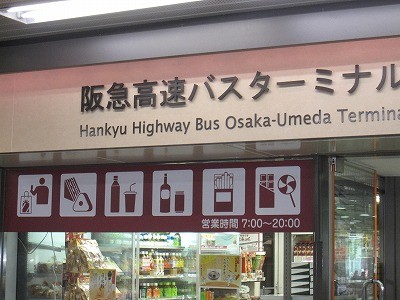 阪急高速バスターミナル
Hankyu Highway Bus Osaka-Umeda Termina
営業時間 7:00～20:00